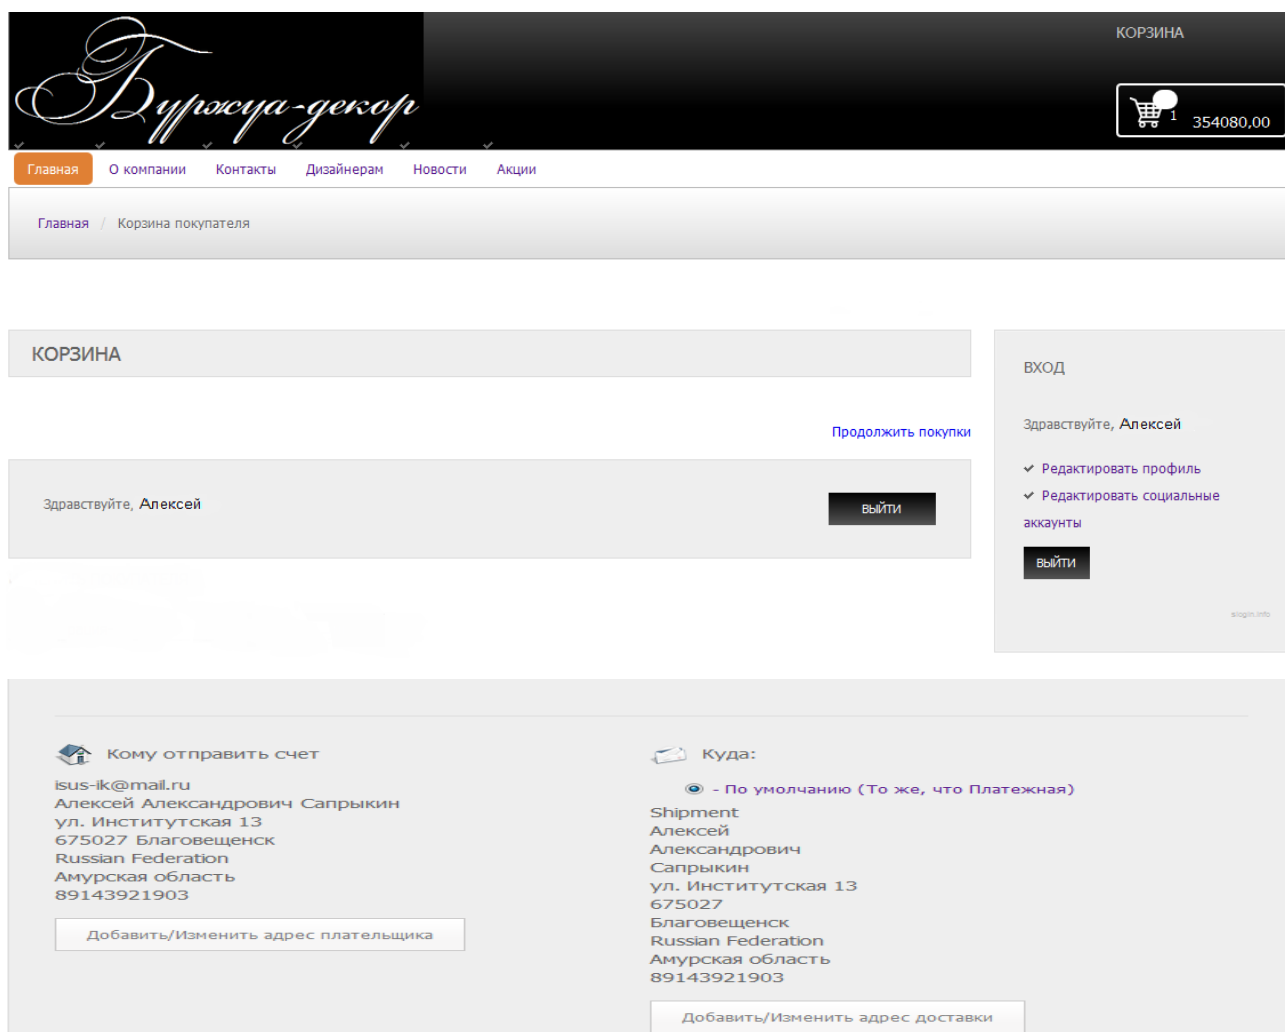 Буржуа-декор
КОРЗИНА
1 354080,00
Главная О компании Контакты Дизайнерам Новости Акции
Главная / Корзина покупателя
КОРЗИНА
Продолжить покупки
Здравствуйте, Алексей
ВЫЙТИ
ВХОД
Здравствуйте, Алексей
Редактировать профиль
Редактировать социальные
аккаунты
ВЫЙТИ
slogin.info
Кому отправить счет
isus-ik@mail.ru
Алексей Александрович Сапрыкин
ул. Институтская 13
675027 Благовещенск
Russian Federation
Амурская область
89143921903
Добавить/Изменить адрес плательщика
Куда:
- По умолчанию (То же, что Платежная)
Shipment
Алексей
Александрович
Сапрыкин
ул. Институтская 13
675027
Благовещенск
Russian Federation
Амурская область
89143921903
Добавить/Изменить адрес доставки